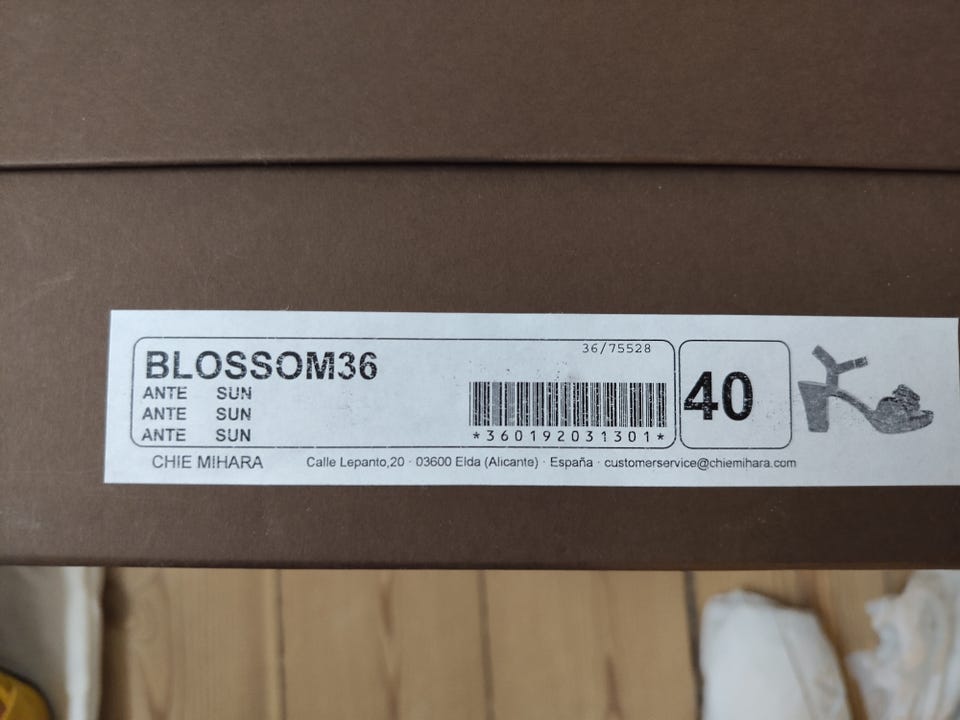 36/75528
BLOSSOM36
ANTE SUN
ANTE SUN
ANTE SUN
*360192031301*
40
CHIE MIHARA Calle Lepanto,20 · 03600 Elda (Alicante) · España · customerservice@chiemihara.com